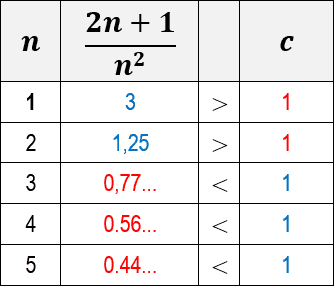 n (2n + 1)/n² c
1 3 > 1
2 1,25 > 1
3 0,77... < 1
4 0.56... < 1
5 0.44... < 1